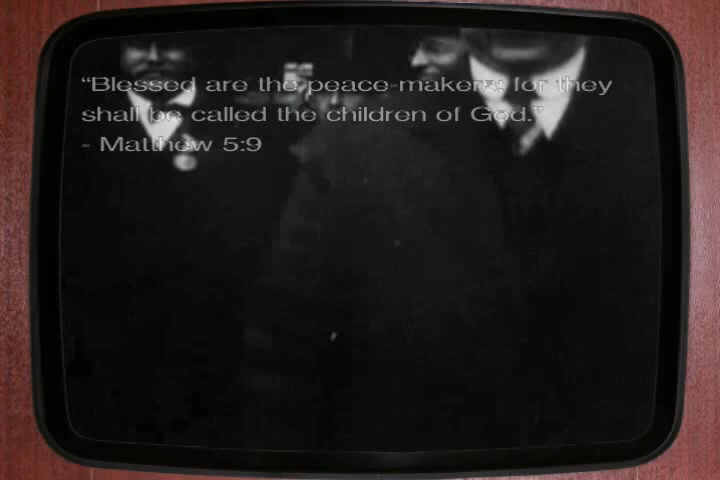 “Blessed are the peace-makers; for they
shall be called the children of God.”
- Matthew 5:9